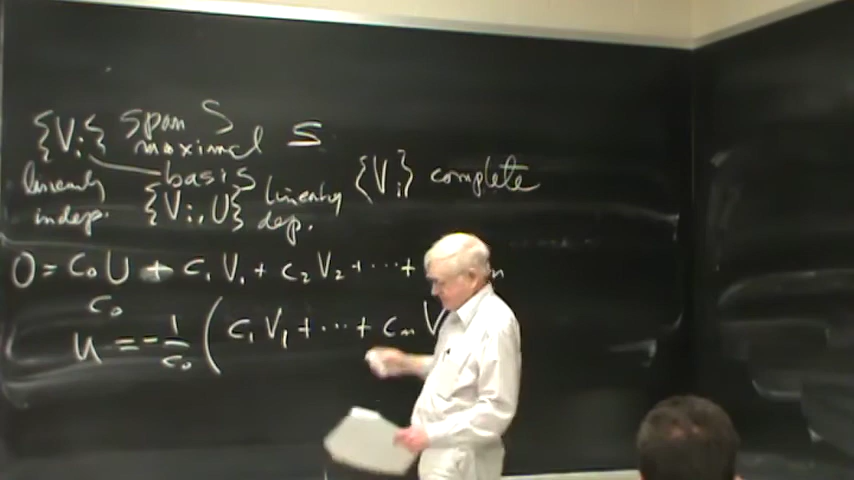 {Vᵢ} span S
maximal S
linearly basis {Vᵢ} complete
indep. {Vᵢ, U} linearly
dep.
0 = c₀U + c₁V₁ + c₂V₂ + ⋯ +
c₀
u = -1/c₀ ( c₁V₁ + ⋯ + cₙV